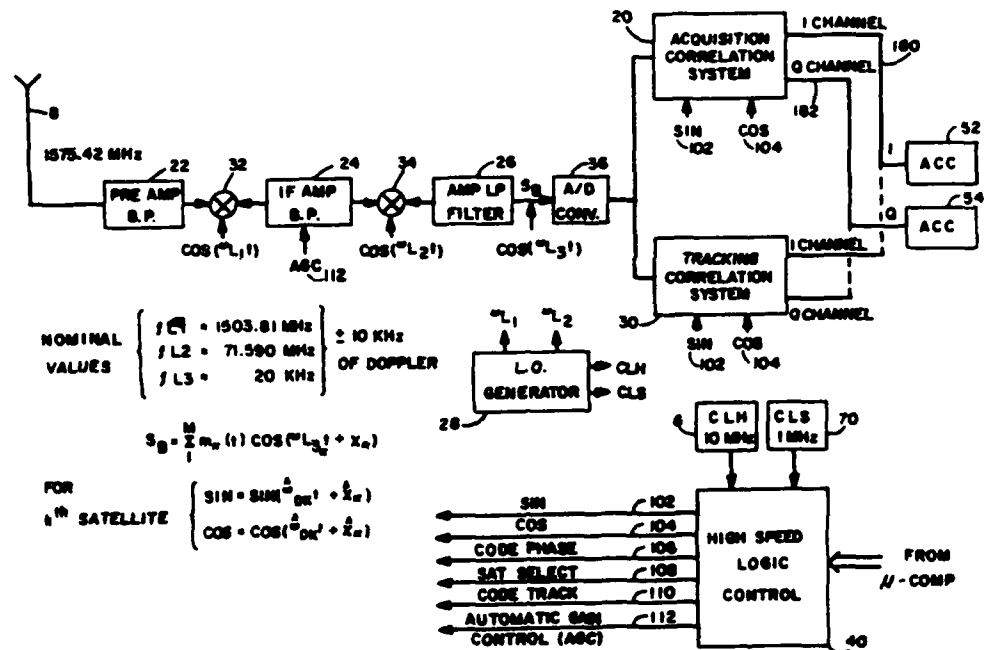 8
1575.42 MHz
22
PRE AMP
B.P.
32
COS(ωL1t)
24
IF AMP
B.P.
AGC
112
34
COS(ωL2t)
26
AMP LP
FILTER
SB
COS(ωL3t)
36
A/D
CONV.
20
ACQUISITION
CORRELATION
SYSTEM
SIN
102
COS
104
I CHANNEL
180
Q CHANNEL
182
I
52
ACC
54
Q
ACC
TRACKING
CORRELATION
SYSTEM
30
SIN
102
COS
104
I CHANNEL
Q CHANNEL
NOMINAL
VALUES
f L1 = 1503.81 MHz
f L2 = 71.590 MHz
f L3 = 20 KHz
± 10 KHz
OF DOPPLER
ωL1
ωL2
L.O.
GENERATOR
CLH
CLS
28
FOR
SATELLITE
6
CLH
10 MHz
CLS
1 MHz
70
SIN
102
COS
104
CODE PHASE
106
SAT SELECT
108
CODE TRACK
110
AUTOMATIC GAIN
CONTROL (AGC)
112
HIGH SPEED
LOGIC
CONTROL
FROM
μ-COMP
40